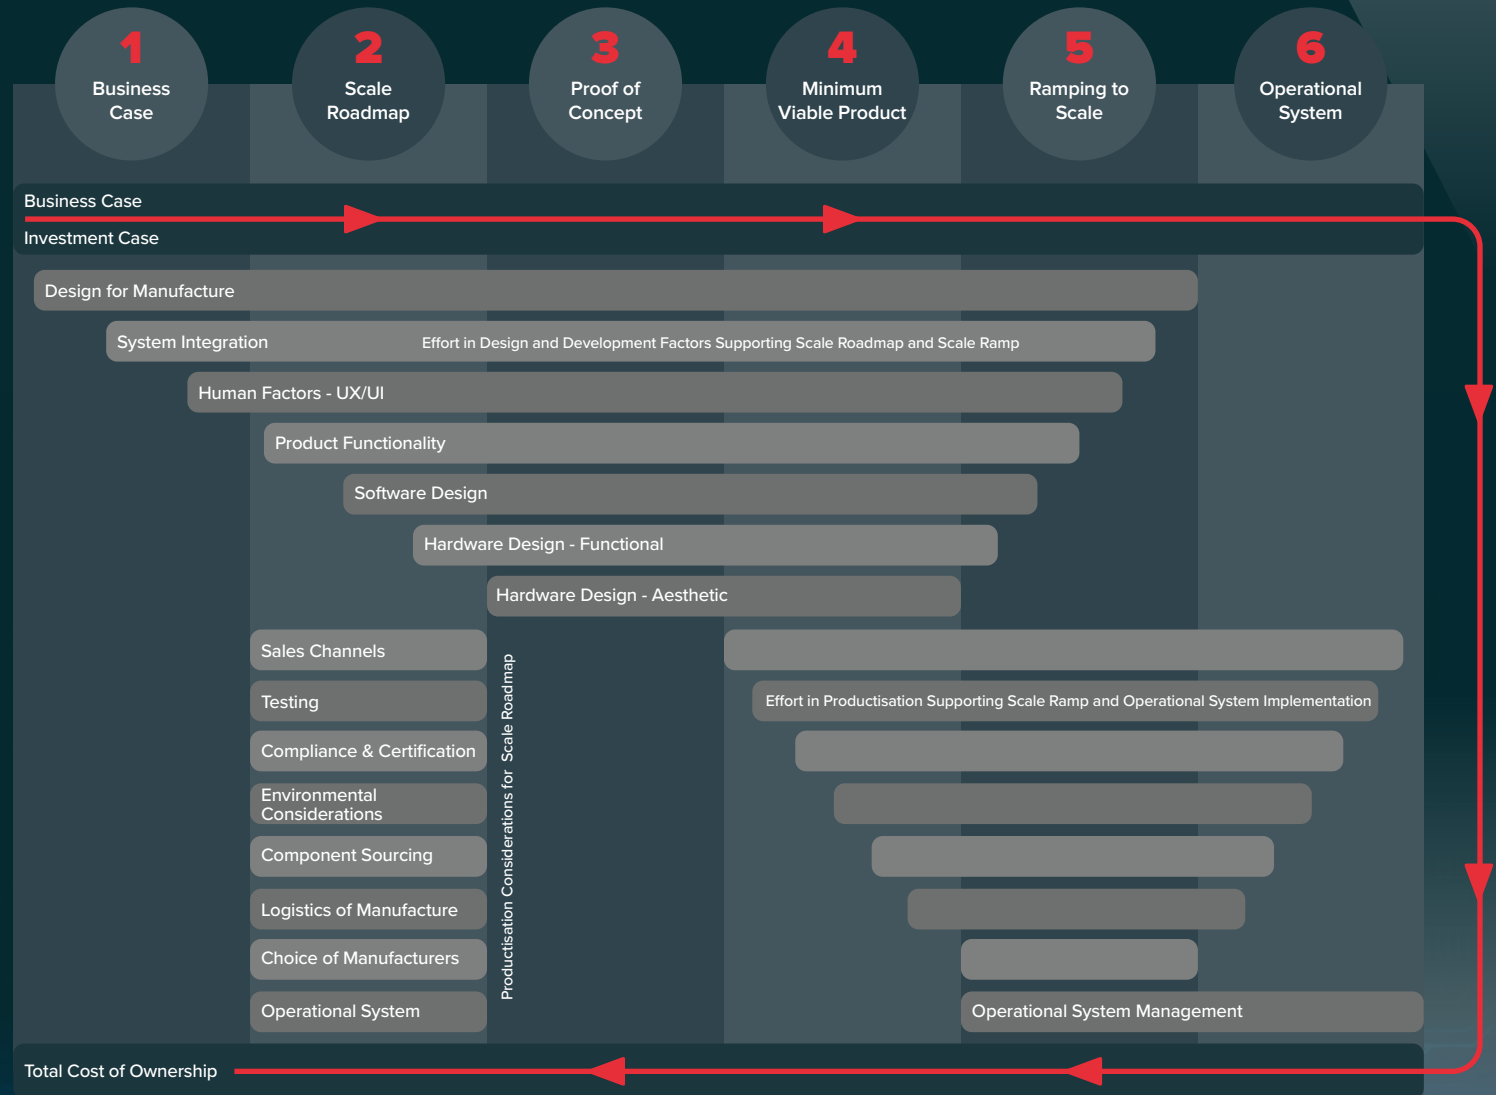 1
Business
Case
2
Scale
Roadmap
3
Proof of
Concept
4
Minimum
Viable Product
5
Ramping to
Scale
6
Operational
System
Business Case
Investment Case
Design for Manufacture
System Integration
Effort in Design and Development Factors Supporting Scale Roadmap and Scale Ramp
Human Factors - UX/UI
Product Functionality
Software Design
Hardware Design - Functional
Hardware Design - Aesthetic
Sales Channels
Testing
Compliance & Certification
Environmental
Considerations
Component Sourcing
Logistics of Manufacture
Choice of Manufacturers
Operational System
Productisation Considerations for Scale Roadmap
Effort in Productisation Supporting Scale Ramp and Operational System Implementation
Operational System Management
Total Cost of Ownership